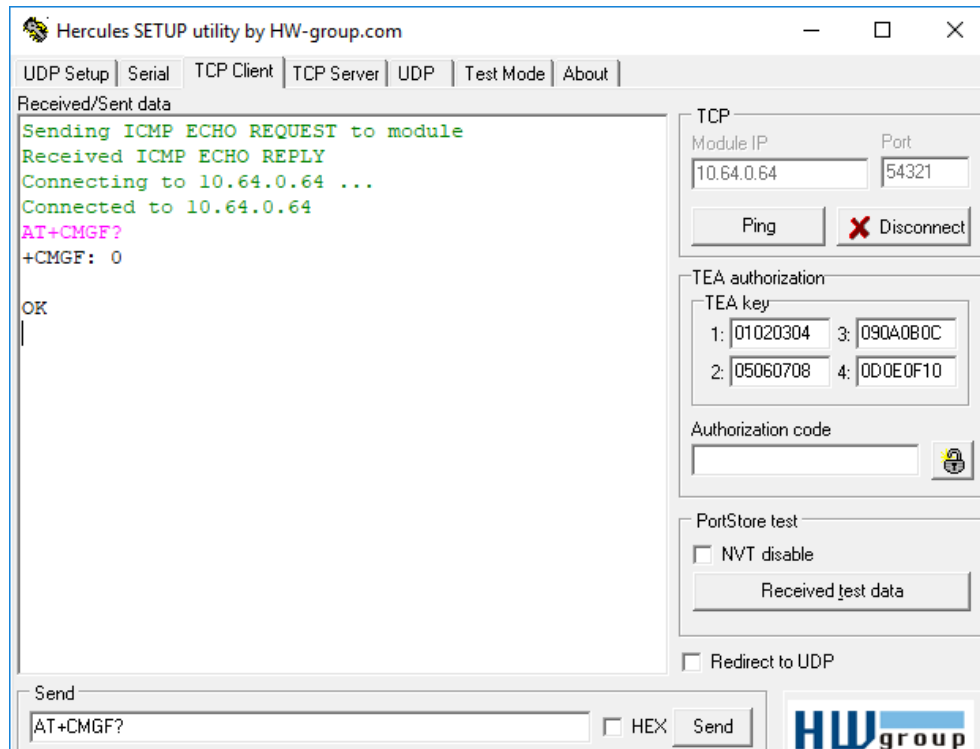 Hercules SETUP utility by HW-group.com
UDP Setup Serial TCP Client TCP Server UDP Test Mode About
Received/Sent data
Sending ICMP ECHO REQUEST to module
Received ICMP ECHO REPLY
Connecting to 10.64.0.64 ...
Connected to 10.64.0.64
AT+CMGF?
+CMGF: 0
OK
TCP
Module IP Port
10.64.0.64 54321
Ping Disconnect
TEA authorization
TEA key
1: 01020304 3: 090A0B0C
2: 05060708 4: 0D0E0F10
Authorization code
PortStore test
NVT disable
Received test data
Redirect to UDP
Send
AT+CMGF? HEX Send
HW group